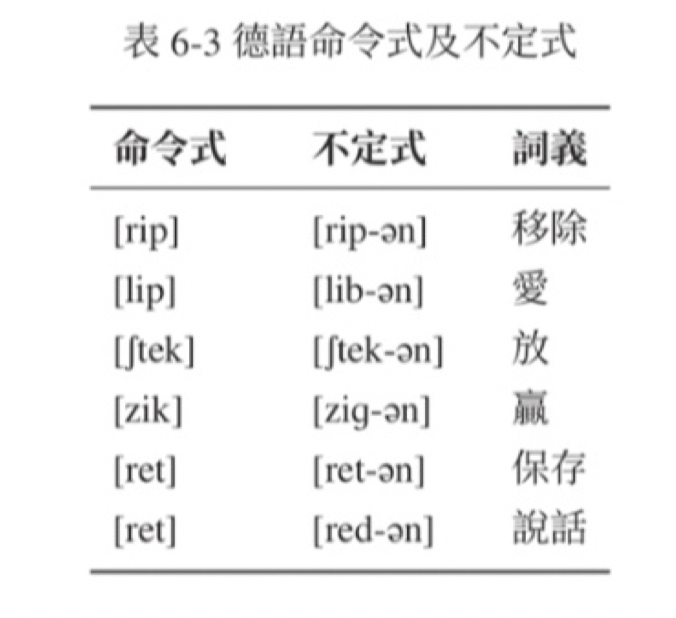 表 6-3 德語命令式及不定式
命令式 不定式 詞義
[rip] [rip-ən] 移除
[lip] [lib-ən] 愛
[ʃtek] [ʃtek-ən] 放
[zik] [ziɡ-ən] 贏
[ret] [ret-ən] 保存
[ret] [red-ən] 說話